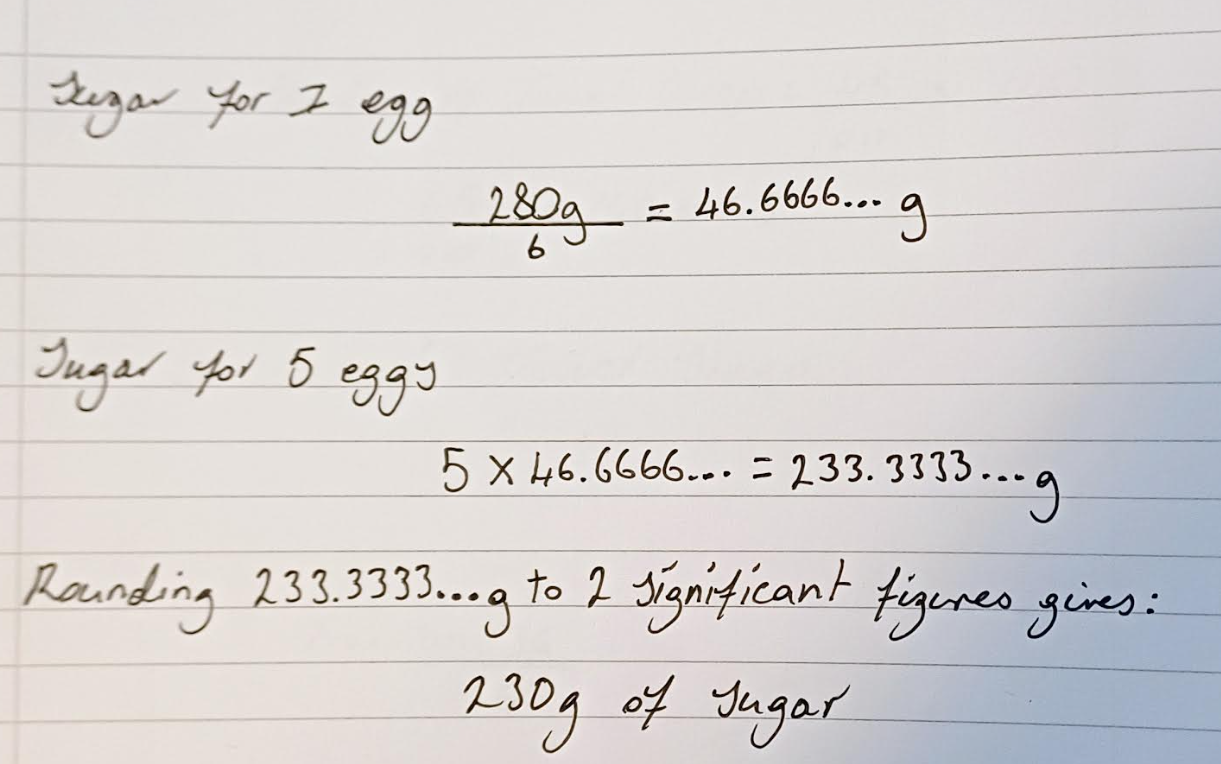 Sugar for 1 egg
280g / 6 = 46.6666... g
Sugar for 5 eggs
5 × 46.6666... = 233.3333...g
Rounding 233.3333...g to 2 significant figures gives:
230g of sugar